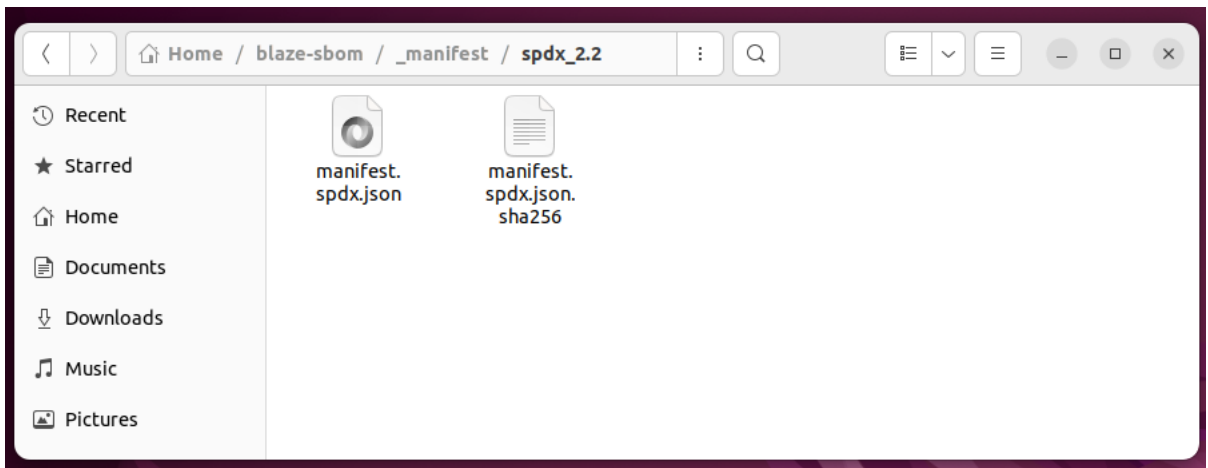 Home / blaze-sbom / _manifest / spdx_2.2
Recent
Starred
Home
Documents
Downloads
Music
Pictures
manifest.
spdx.json
manifest.
spdx.json.
sha256